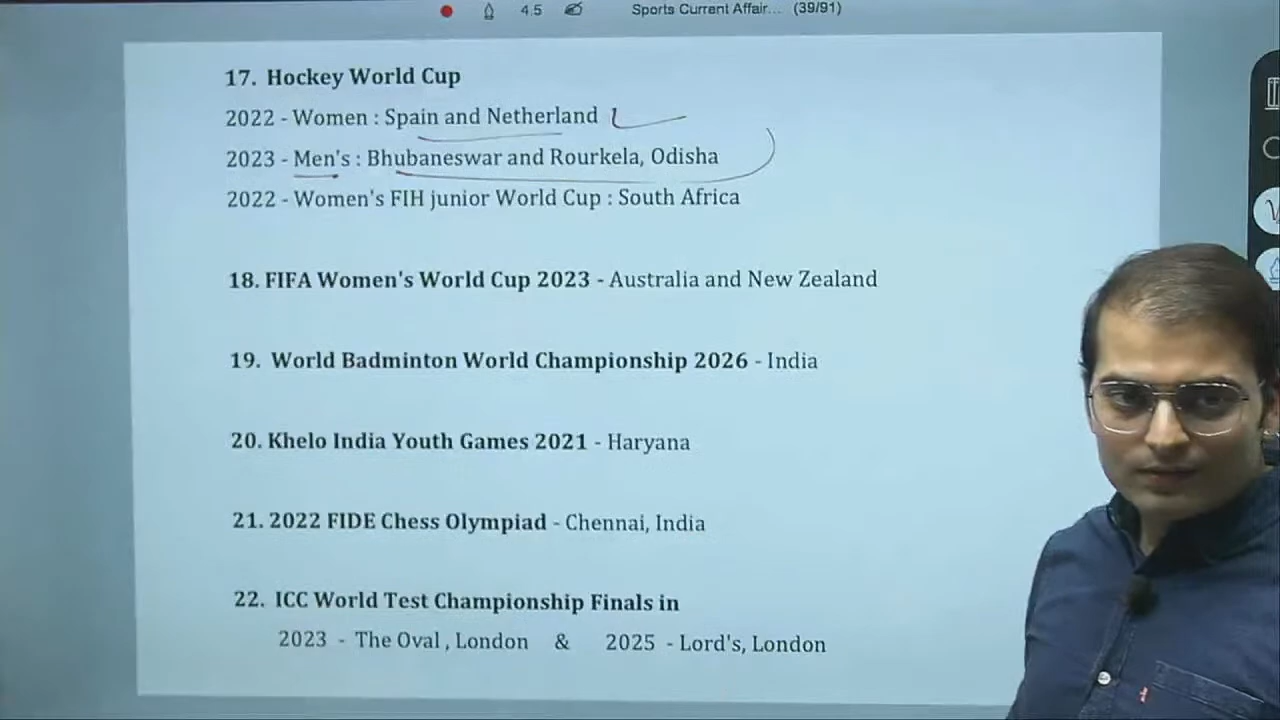 4.5 Sports Current Affair... (39/91)
17. Hockey World Cup
2022 - Women : Spain and Netherland
2023 - Men's : Bhubaneswar and Rourkela, Odisha
2022 - Women's FIH junior World Cup : South Africa
18. FIFA Women's World Cup 2023 - Australia and New Zealand
19. World Badminton World Championship 2026 - India
20. Khelo India Youth Games 2021 - Haryana
21. 2022 FIDE Chess Olympiad - Chennai, India
22. ICC World Test Championship Finals in
2023 - The Oval , London & 2025 - Lord's, London